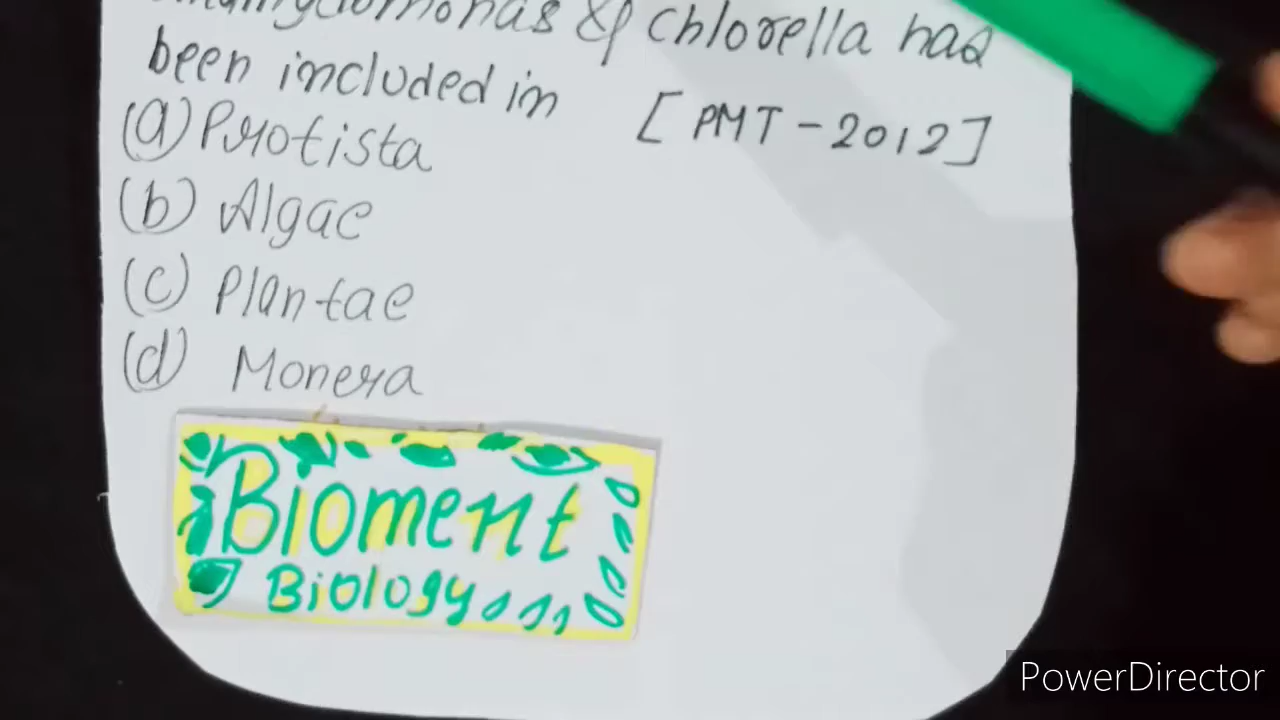 & chlorella has
been included in [PMT-2012]
(a) Protista
(b) Algae
(c) Plantae
(d) Monera
Bioment
Biology
PowerDirector